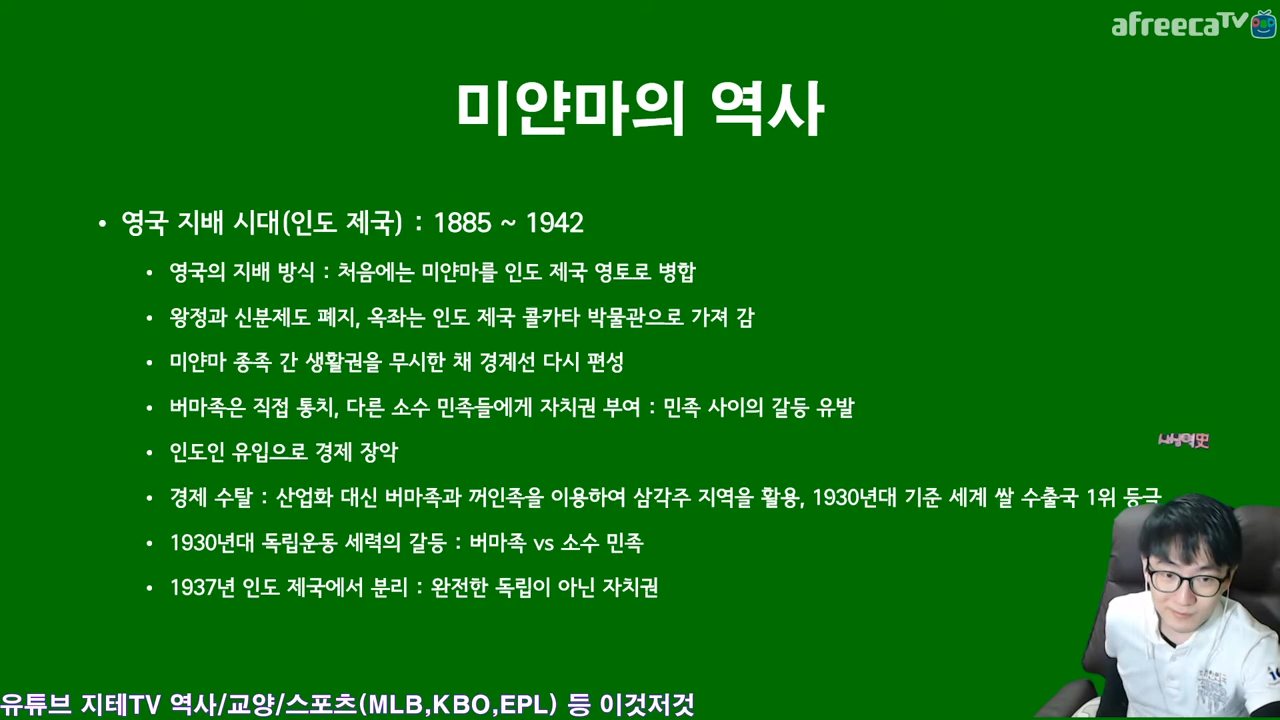 afreecaTV
미얀마의 역사
• 영국 지배 시대(인도 제국) : 1885 ~ 1942
• 영국의 지배 방식 : 처음에는 미얀마를 인도 제국 영토로 병합
• 왕정과 신분제도 폐지, 옥좌는 인도 제국 콜카타 박물관으로 가져 감
• 미얀마 종족 간 생활권을 무시한 채 경계선 다시 편성
• 버마족은 직접 통치, 다른 소수 민족들에게 자치권 부여 : 민족 사이의 갈등 유발
• 인도인 유입으로 경제 장악
• 경제 수탈 : 산업화 대신 버마족과 꺼인족을 이용하여 삼각주 지역을 활용, 1930년대 기준 세계 쌀 수출국 1위 등극
• 1930년대 독립운동 세력의 갈등 : 버마족 vs 소수 민족
• 1937년 인도 제국에서 분리 : 완전한 독립이 아닌 자치권
유튜브 지테TV 역사/교양/스포츠(MLB,KBO,EPL) 등 이것저것